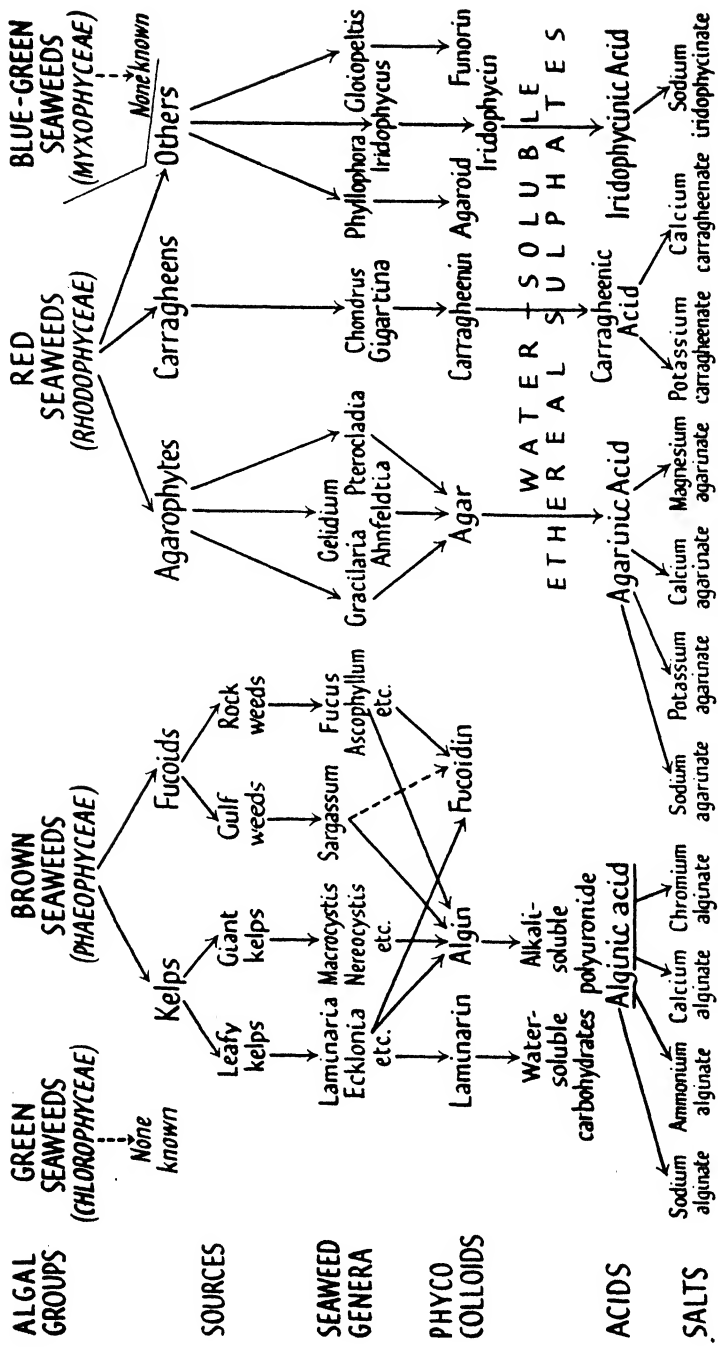 ALGAL
GROUPS
GREEN
SEAWEEDS
(CHLOROPHYCEAE)
BROWN
SEAWEEDS
(PHAEOPHYCEAE)
RED
SEAWEEDS
(RHODOPHYCEAE)
BLUE-GREEN
SEAWEEDS
(MYXOPHYCEAE)
None
known
None known
SOURCES
Kelps
Fucoids
Agarophytes
Carragheens
Others
Leafy
kelps
Giant
kelps
Gulf
weeds
Rock
weeds
SEAWEED
GENERA
Laminaria
Ecklonia
etc.
Macrocystis
Nereocystis
etc.
Sargassum
Fucus
Ascophyllum
etc.
Gracilaria
Gelidium
Ahnfeldtia
Pterocladia
Chondrus
Gigartina
Phyllophora
Iridophycus
Gloiopeltis
PHYCO
COLLOIDS
Laminarin
Algin
Fucoidin
Agar
Carragheenin
Agaroid
Iridophycin
Funorin
Water-
soluble
carbohydrates
Alkali-
soluble
polyuronide
WATER-SOLUBLE
ETHEREAL SULPHATES
ACIDS
Alginic acid
Agarinic Acid
Carragheenic
Acid
Iridophycinic Acid
SALTS
Sodium
alginate
Ammonium
alginate
Calcium
alginate
Chromium
alginate
Sodium
agarinate
Potassium
agarinate
Calcium
agarinate
Magnesium
agarinate
Potassium
carragheenate
Calcium
carragheenate
Sodium
iridophycinate